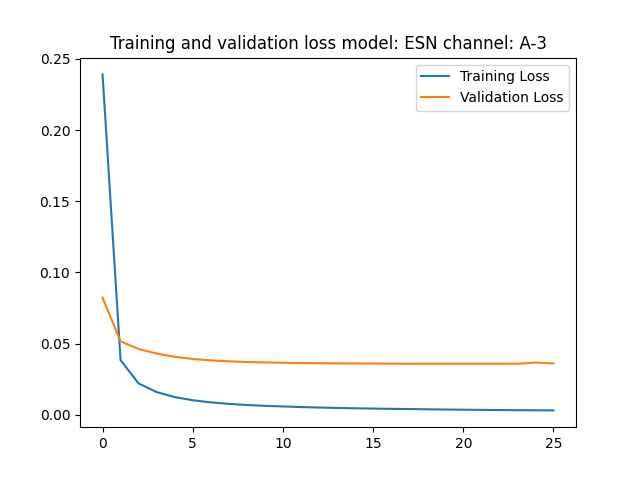 Training and validation loss model: ESN channel: A-3
Training Loss
Validation Loss
0.25
0.20
0.15
0.10
0.05
0.00
0 5 10 15 20 25